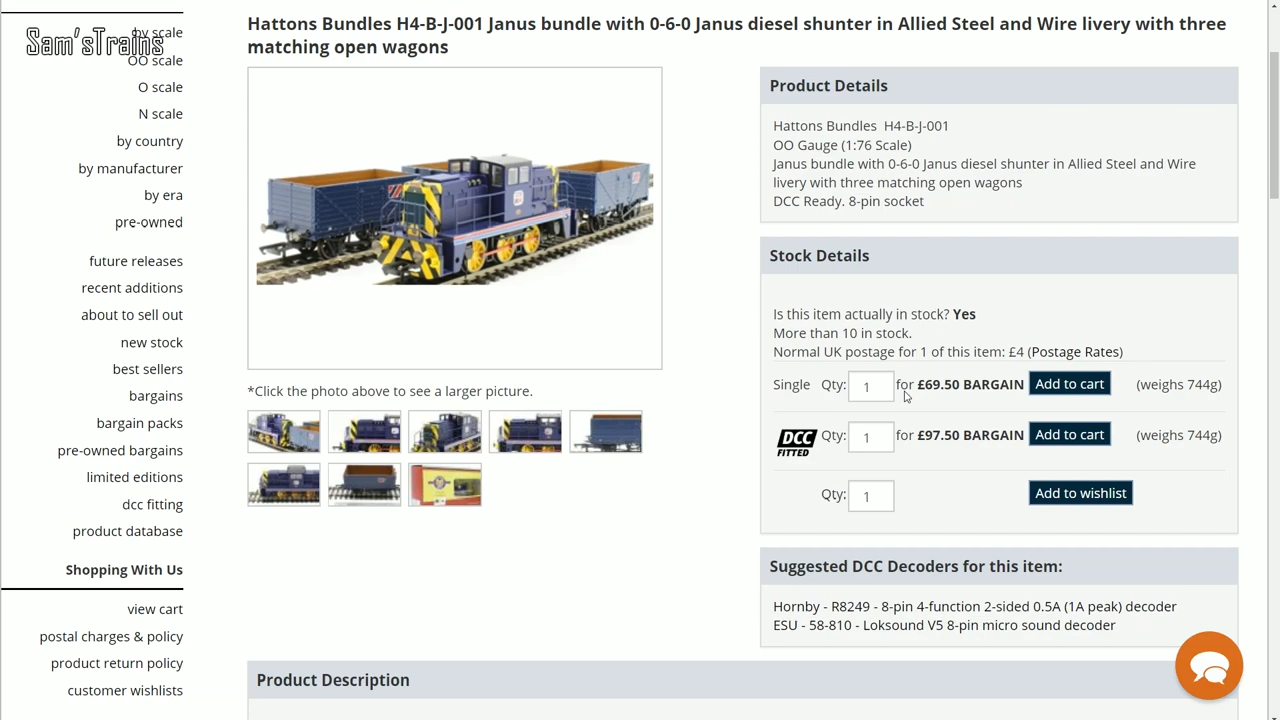 by scale
Sam'sTrains
OO scale
O scale
N scale
by country
by manufacturer
by era
pre-owned
future releases
recent additions
about to sell out
new stock
best sellers
bargains
bargain packs
pre-owned bargains
limited editions
dcc fitting
product database
Shopping With Us
view cart
postal charges & policy
product return policy
customer wishlists
Hattons Bundles H4-B-J-001 Janus bundle with 0-6-0 Janus diesel shunter in Allied Steel and Wire livery with three
matching open wagons
*Click the photo above to see a larger picture.
Product Details
Hattons Bundles H4-B-J-001
OO Gauge (1:76 Scale)
Janus bundle with 0-6-0 Janus diesel shunter in Allied Steel and Wire
livery with three matching open wagons
DCC Ready. 8-pin socket
Stock Details
Is this item actually in stock? Yes
More than 10 in stock.
Normal UK postage for 1 of this item: £4 (Postage Rates)
Single Qty: 1 for £69.50 BARGAIN Add to cart (weighs 744g)
DCC FITTED Qty: 1 for £97.50 BARGAIN Add to cart (weighs 744g)
Qty: 1 Add to wishlist
Suggested DCC Decoders for this item:
Hornby - R8249 - 8-pin 4-function 2-sided 0.5A (1A peak) decoder
ESU - 58-810 - Loksound V5 8-pin micro sound decoder
Product Description